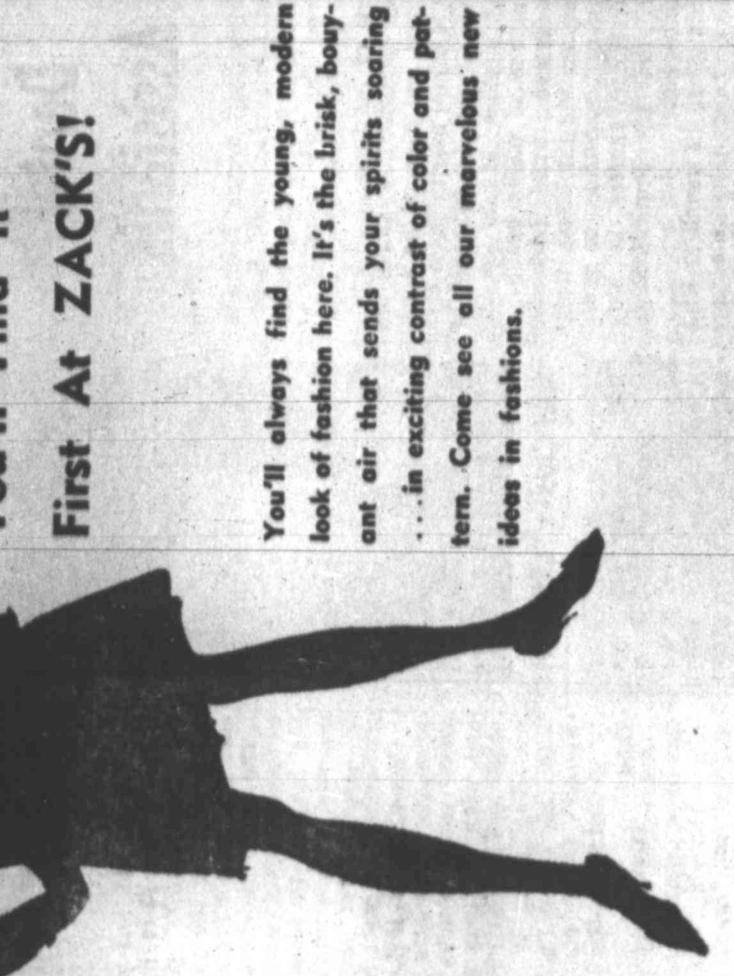 First At ZACK'S!
You'll always find the young, modern
look of fashion here. It's the brisk, bouy-
ant air that sends your spirits soaring
...in exciting contrast of color and pat-
tern. Come see all our marvelous new
ideas in fashions.